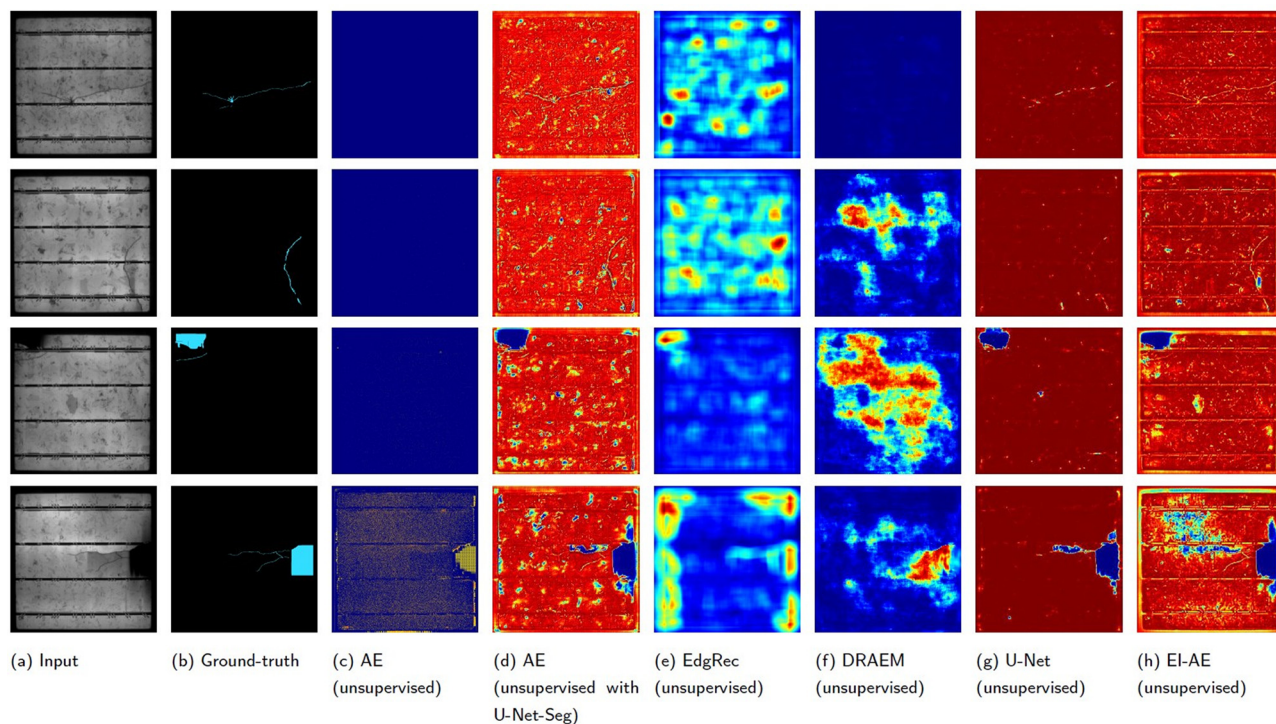 (a) Input
(b) Ground-truth
(c) AE
(unsupervised)
(d) AE
(unsupervised with
U-Net-Seg)
(e) EdgRec
(unsupervised)
(f) DRAEM
(unsupervised)
(g) U-Net
(unsupervised)
(h) EI-AE
(unsupervised)